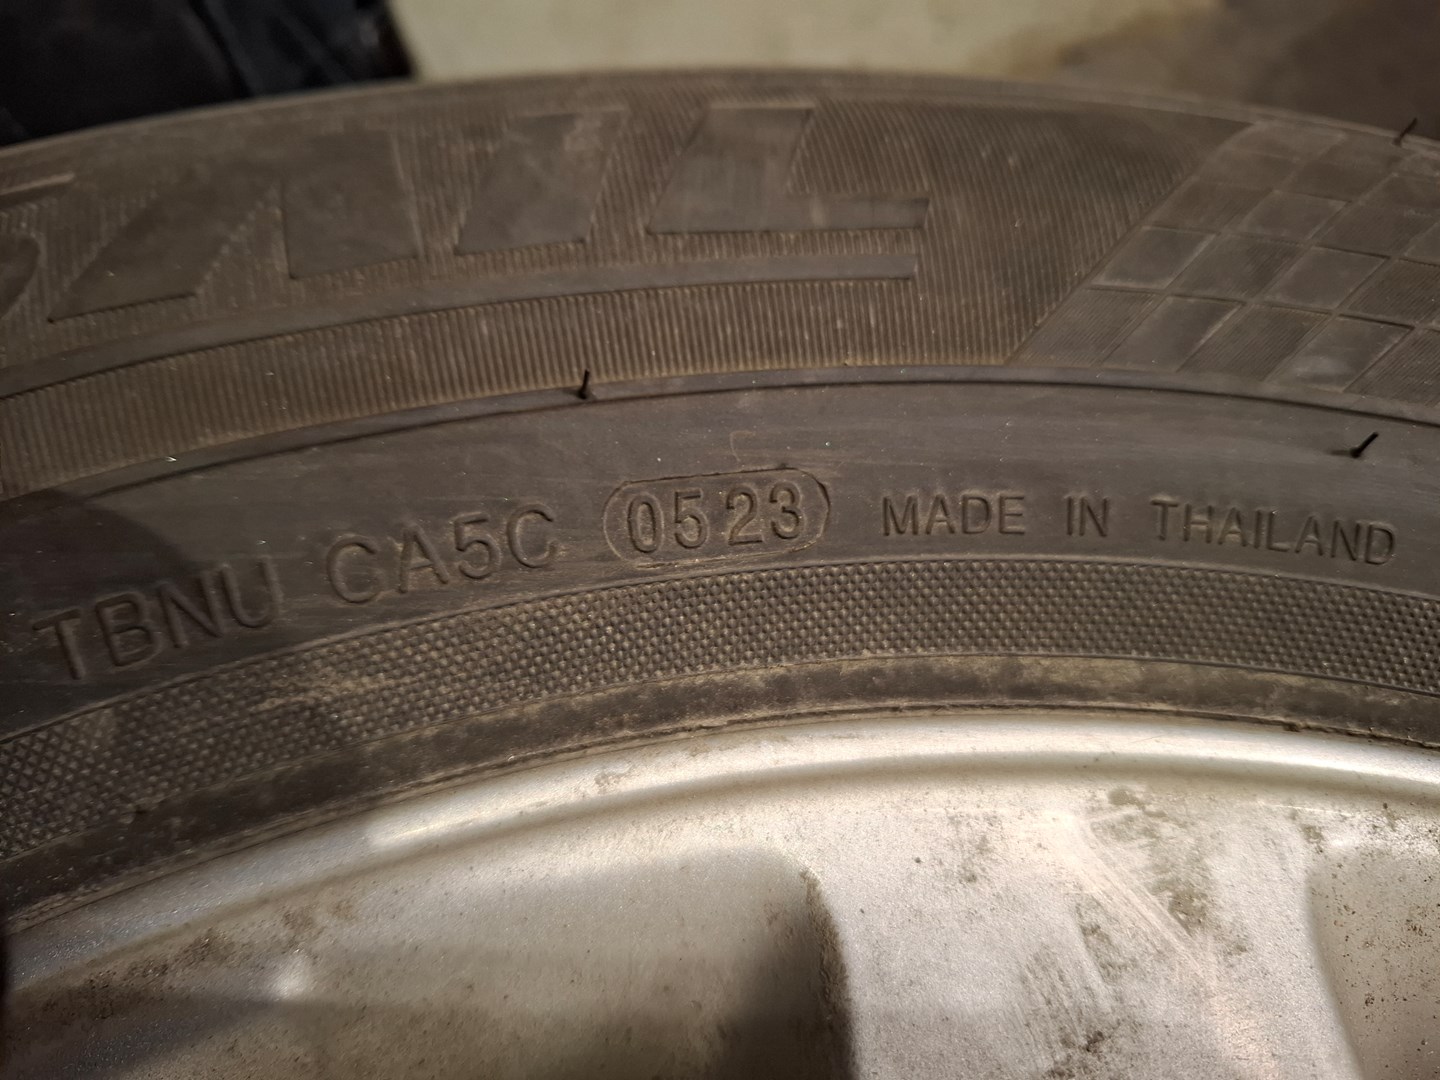 TBNU CA5C 0523 MADE IN THAILAND